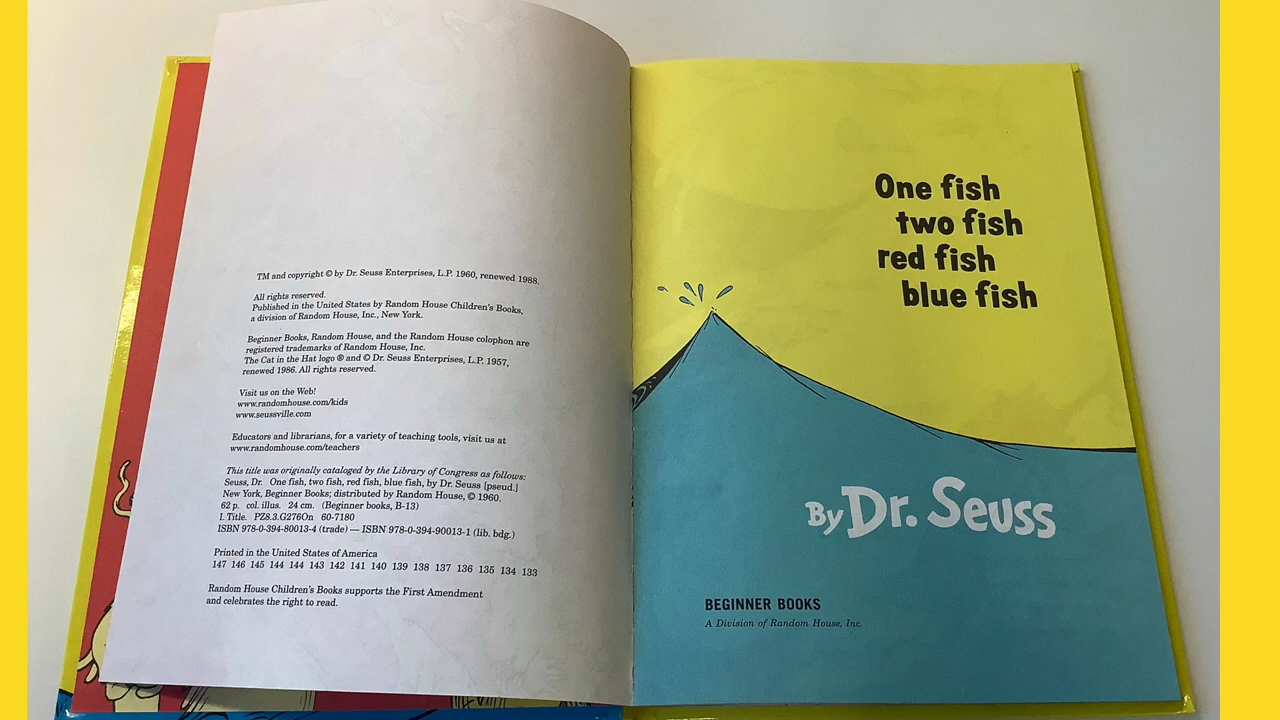 TM and copyright © by Dr. Seuss Enterprises, L.P. 1960, renewed 1988.
All rights reserved.
Published in the United States by Random House Children's Books,
a division of Random House, Inc., New York.
Beginner Books, Random House, and the Random House colophon are
registered trademarks of Random House, Inc.
The Cat in the Hat logo ® and © Dr. Seuss Enterprises, L.P. 1957,
renewed 1986. All rights reserved.
Visit us on the Web!
www.randomhouse.com/kids
www.seussville.com
Educators and librarians, for a variety of teaching tools, visit us at
www.randomhouse.com/teachers
This title was originally cataloged by the Library of Congress as follows:
Seuss, Dr. One fish, two fish, red fish, blue fish, by Dr. Seuss [pseud.]
New York, Beginner Books; distributed by Random House, © 1960.
62 p. col. illus. 24 cm. (Beginner books, B-13)
I. Title. PZ8.3.G276On 60-7180
ISBN 978-0-394-80013-4 (trade) — ISBN 978-0-394-90013-1 (lib. bdg.)
Printed in the United States of America
147 146 145 144 144 143 142 141 140 139 138 137 136 135 134 133
Random House Children's Books supports the First Amendment
and celebrates the right to read.
One fish
two fish
red fish
blue fish
By Dr. Seuss
BEGINNER BOOKS
A Division of Random House, Inc.